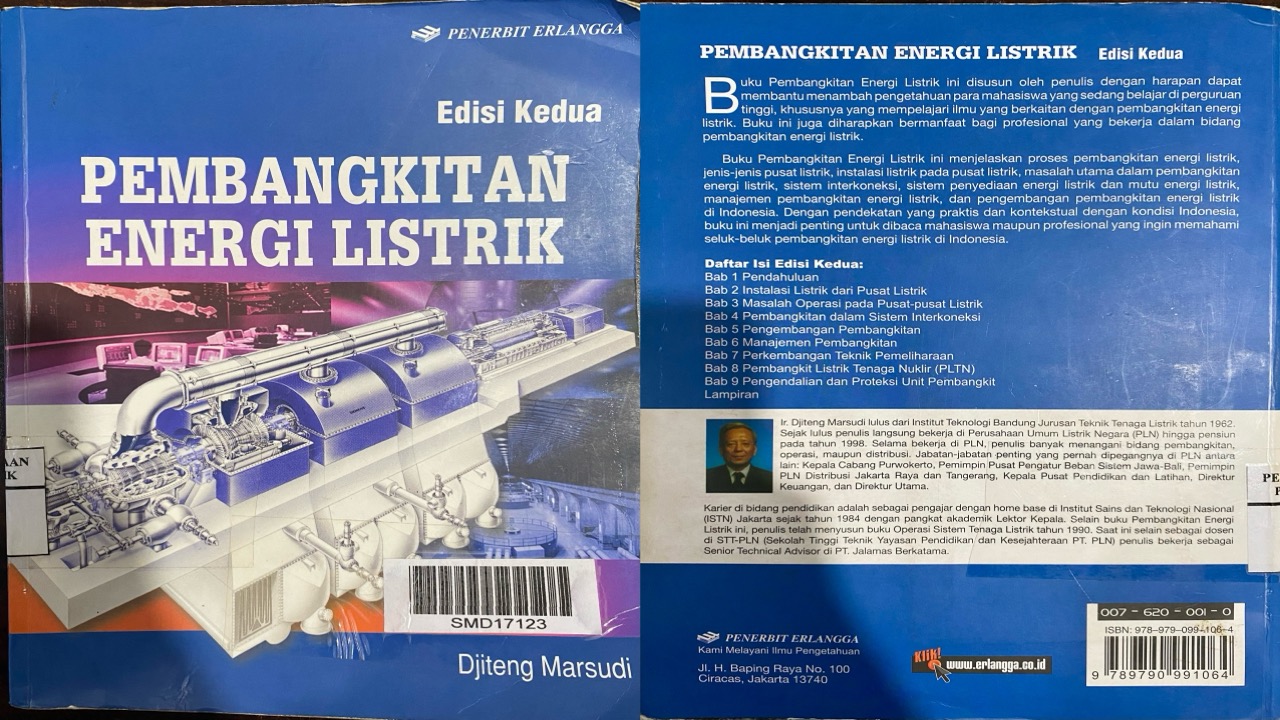 PENERBIT ERLANGGA
Edisi Kedua
PEMBANGKITAN
ENERGI LISTRIK
SMD17123
Djiteng Marsudi
PEMBANGKITAN ENERGI LISTRIK Edisi Kedua
Buku Pembangkitan Energi Listrik ini disusun oleh penulis dengan harapan dapat
membantu menambah pengetahuan para mahasiswa yang sedang belajar di perguruan
tinggi, khususnya yang mempelajari ilmu yang berkaitan dengan pembangkitan energi
listrik. Buku ini juga diharapkan bermanfaat bagi profesional yang bekerja dalam bidang
pembangkitan energi listrik.
Buku Pembangkitan Energi Listrik ini menjelaskan proses pembangkitan energi listrik,
jenis-jenis pusat listrik, instalasi listrik pada pusat listrik, masalah utama dalam pembangkitan
energi listrik, sistem interkoneksi, sistem penyediaan energi listrik dan mutu energi listrik,
manajemen pembangkitan energi listrik, dan pengembangan pembangkitan energi listrik
di Indonesia. Dengan pendekatan yang praktis dan kontekstual dengan kondisi Indonesia,
buku ini menjadi penting untuk dibaca mahasiswa maupun profesional yang ingin memahami
seluk-beluk pembangkitan energi listrik di Indonesia.
Daftar Isi Edisi Kedua:
Bab 1 Pendahuluan
Bab 2 Instalasi Listrik dari Pusat Listrik
Bab 3 Masalah Operasi pada Pusat-pusat Listrik
Bab 4 Pembangkitan dalam Sistem Interkoneksi
Bab 5 Pengembangan Pembangkitan
Bab 6 Manajemen Pembangkitan
Bab 7 Perkembangan Teknik Pemeliharaan
Bab 8 Pembangkit Listrik Tenaga Nuklir (PLTN)
Bab 9 Pengendalian dan Proteksi Unit Pembangkit
Lampiran
Ir. Djiteng Marsudi lulus dari Institut Teknologi Bandung Jurusan Teknik Tenaga Listrik tahun 1962.
Sejak lulus penulis langsung bekerja di Perusahaan Umum Listrik Negara (PLN) hingga pensiun
pada tahun 1998. Selama bekerja di PLN, penulis banyak menangani bidang pembangkitan,
operasi, maupun distribusi. Jabatan-jabatan penting yang pernah dipegangnya di PLN antara
lain: Kepala Cabang Purwokerto, Pemimpin Pusat Pengatur Beban Sistem Jawa-Bali, Pemimpin
PLN Distribusi Jakarta Raya dan Tangerang, Kepala Pusat Pendidikan dan Latihan, Direktur
Keuangan, dan Direktur Utama.
Karier di bidang pendidikan adalah sebagai pengajar dengan home base di Institut Sains dan Teknologi Nasional
(ISTN) Jakarta sejak tahun 1984 dengan pangkat akademik Lektor Kepala. Selain buku Pembangkitan Energi
Listrik ini, penulis telah menyusun buku Operasi Sistem Tenaga Listrik tahun 1990. Saat ini selain sebagai dosen
di STT-PLN (Sekolah Tinggi Teknik Yayasan Pendidikan dan Kesejahteraan PT. PLN) penulis bekerja sebagai
Senior Technical Advisor di PT. Jalamas Berkatama.
007 - 620 - 001 - 0
ISBN: 978-979-099-106-4
9 789790 991064
PENERBIT ERLANGGA
Kami Melayani Ilmu Pengetahuan
Jl. H. Baping Raya No. 100
Ciracas, Jakarta 13740
Klik!
www.erlangga.co.id